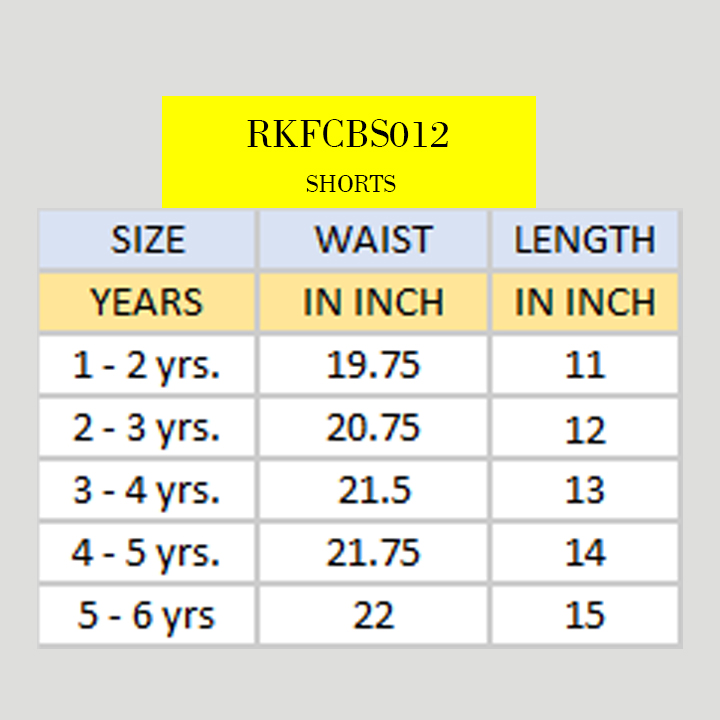 RKFCBS012
SHORTS
SIZE WAIST LENGTH
YEARS IN INCH IN INCH
1 - 2 yrs. 19.75 11
2 - 3 yrs. 20.75 12
3 - 4 yrs. 21.5 13
4 - 5 yrs. 21.75 14
5 - 6 yrs 22 15